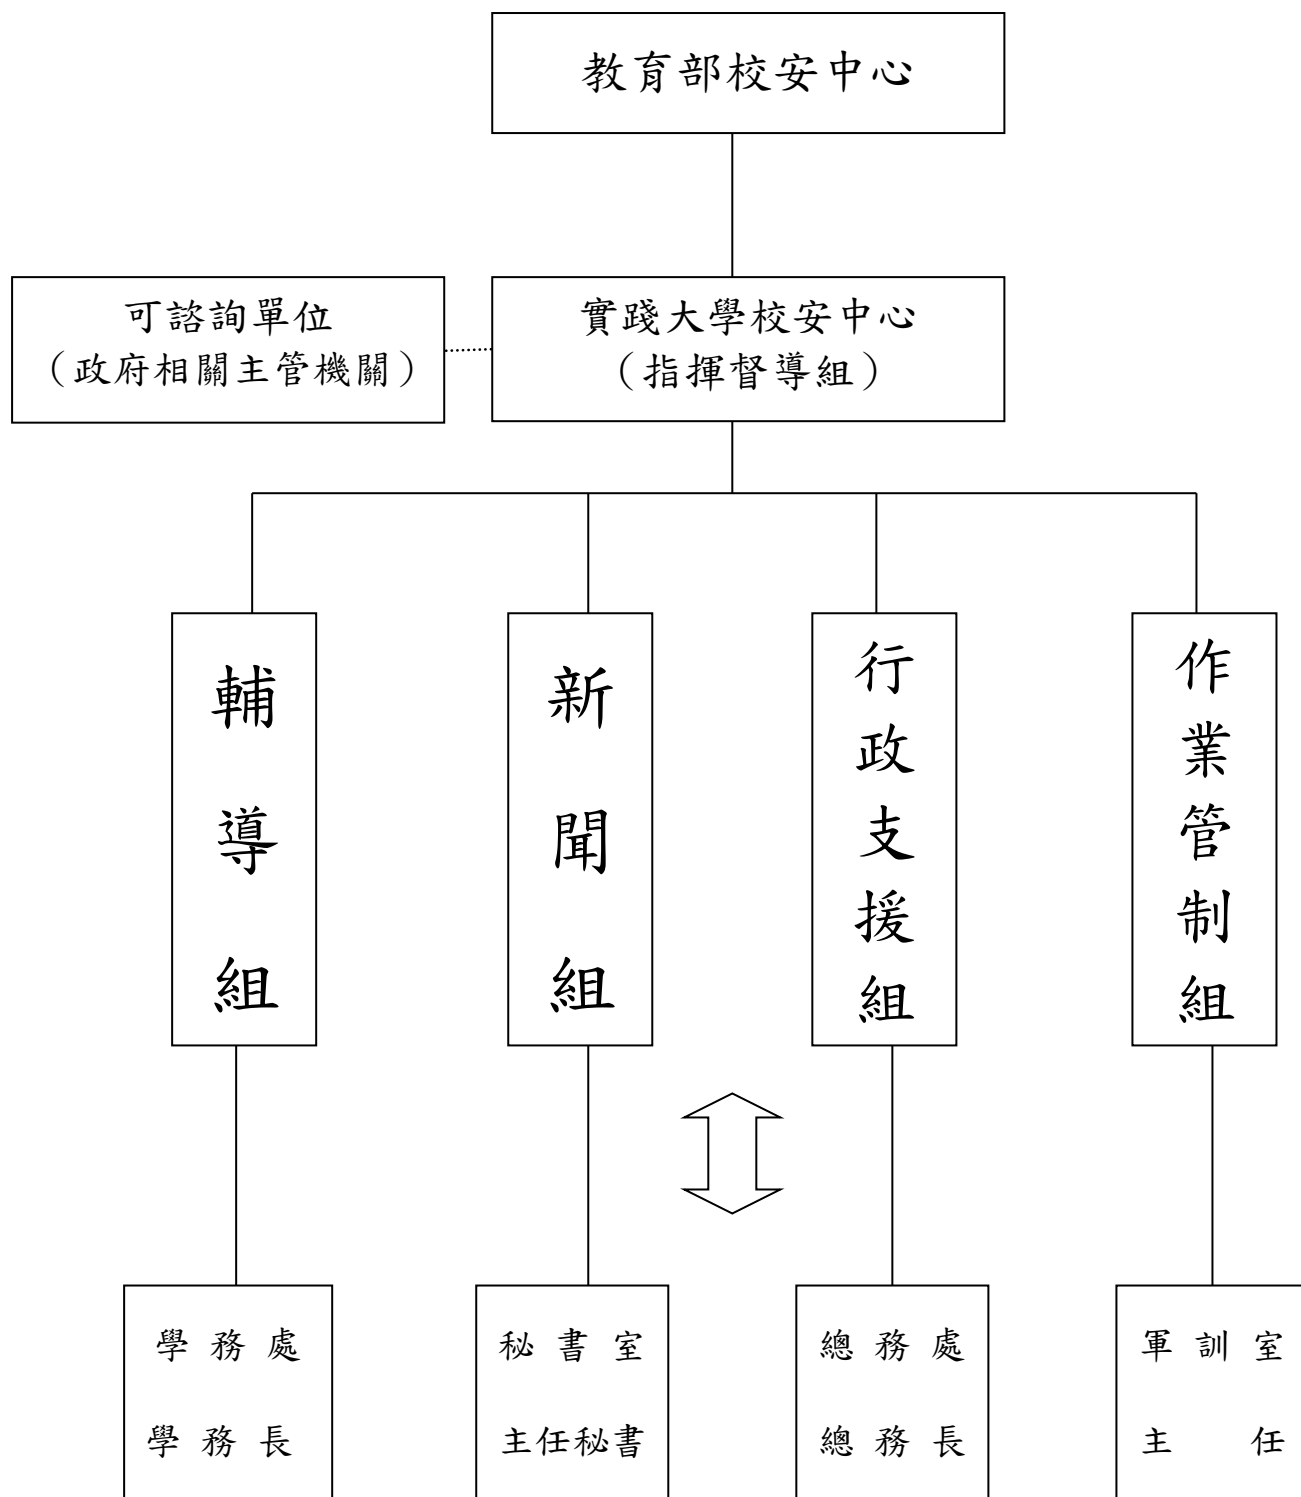 教育部校安中心
可諮詢單位
（政府相關主管機關）
實踐大學校安中心
（指揮督導組）
輔導組
新聞組
行政支援組
作業管制組
學務處
學務長
秘書室
主任秘書
總務處
總務長
軍訓室
主任